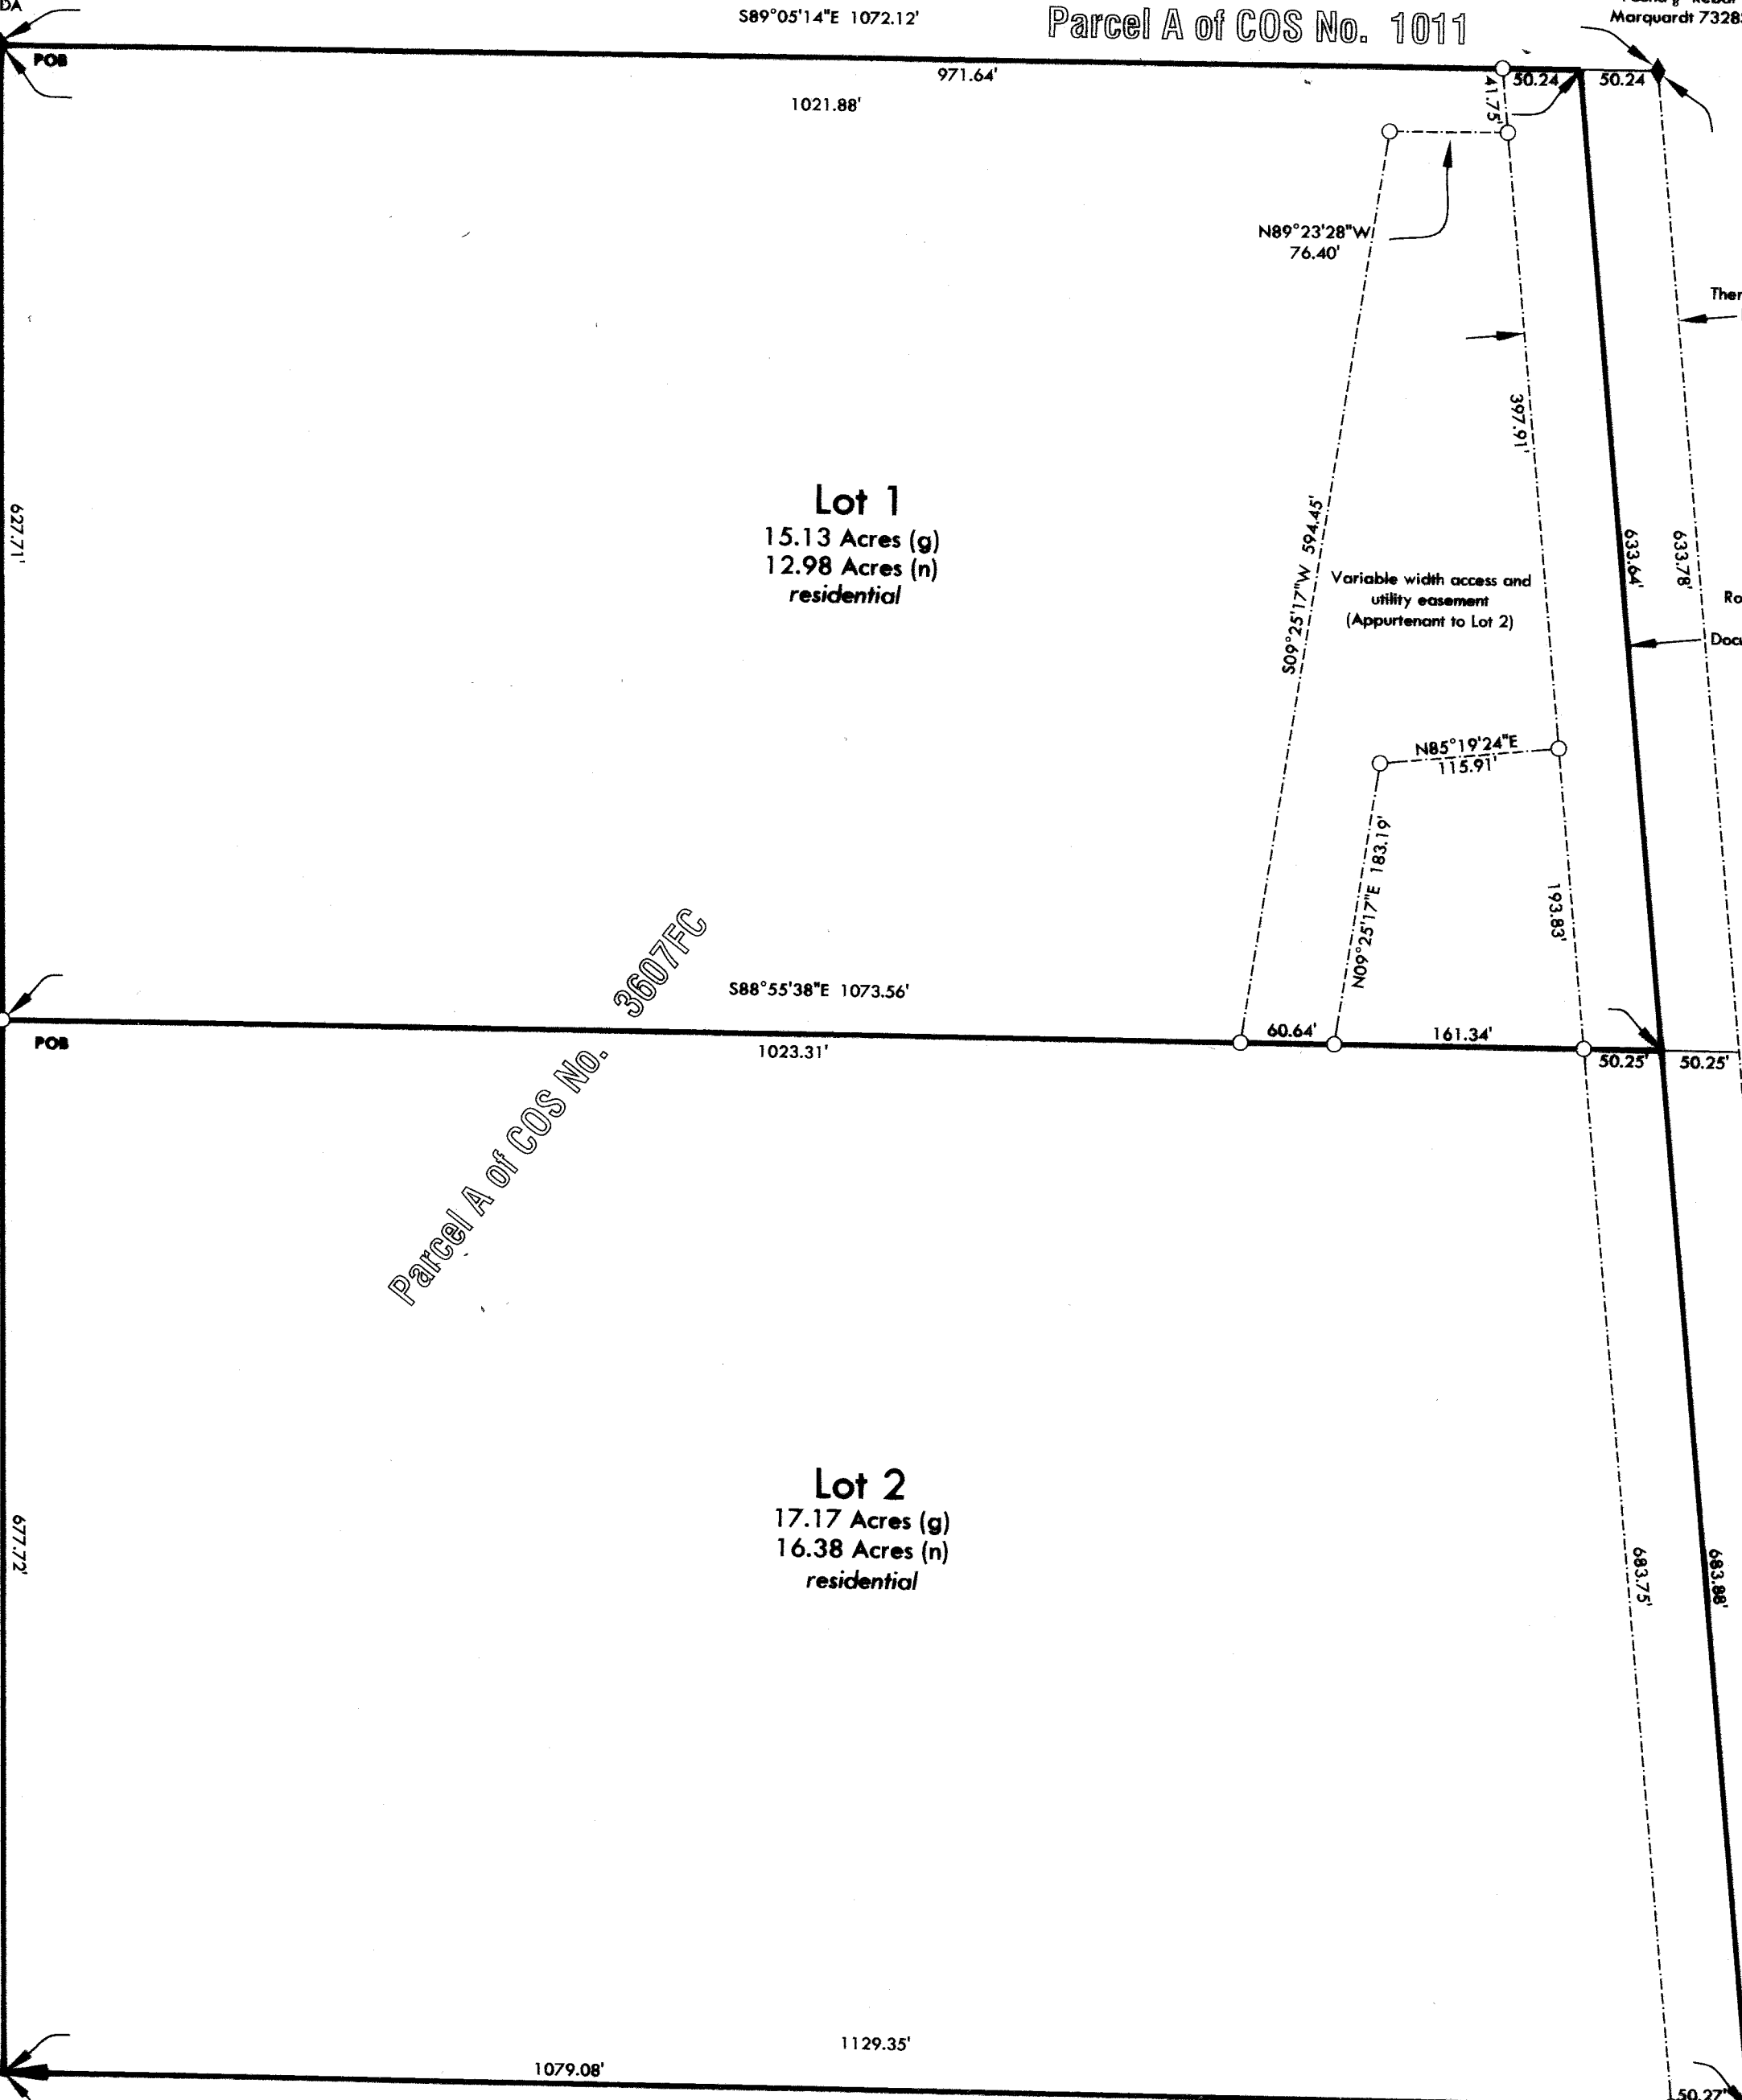 DA
S89°05'14"E 1072.12'
Parcel A of COS No. 1011
Marquardt 7328
POB
971.64'
50.24
50.24
1021.88'
41.75'
N89°23'28"W
76.40'
Ther
397.91'
627.71'
Lot 1
15.13 Acres (g)
12.98 Acres (n)
residential
S09°25'17"W 594.45'
633.64'
633.78'
Variable width access and
utility easement
(Appurtenant to Lot 2)
Ro
Docu
N85°19'24"E
115.91'
N09°25'17"E 183.19'
193.83'
S88°55'38"E 1073.56'
POB
1023.31'
60.64'
161.34'
50.25'
50.25'
Parcel A of COS No. 3607FC
Lot 2
17.17 Acres (g)
16.38 Acres (n)
residential
677.72'
683.75'
683.88'
1129.35'
1079.08'
50.27'